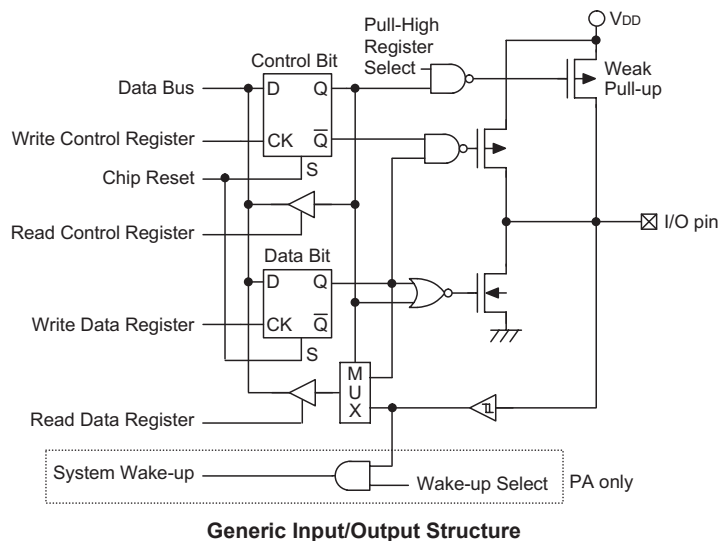 VDD
Pull-High
Register
Select
Control Bit
Weak
Pull-up
Data Bus
D
Q
Write Control Register
CK
Q
Chip Reset
S
I/O pin
Read Control Register
Data Bit
D
Q
Write Data Register
CK
Q
S
M
U
X
Read Data Register
System Wake-up
Wake-up Select
PA only
Generic Input/Output Structure